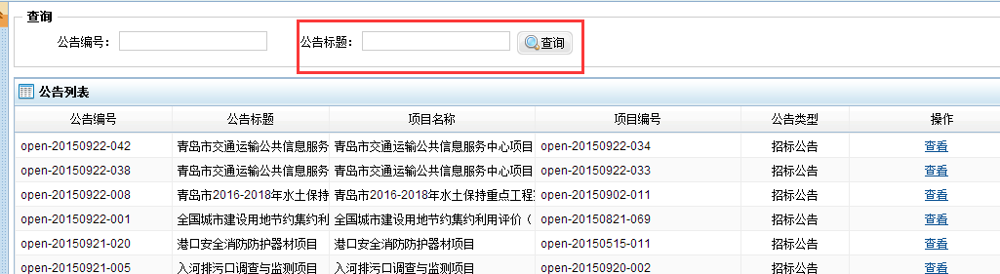 查询
公告编号： 公告标题： 查询
公告列表
公告编号 公告标题 项目名称 项目编号 公告类型 操作
open-20150922-042 青岛市交通运输公共信息服务 青岛市交通运输公共信息服务中心项目 open-20150922-034 招标公告 查看
open-20150922-038 青岛市交通运输公共信息服务 青岛市交通运输公共信息服务中心项目 open-20150922-033 招标公告 查看
open-20150922-008 青岛市2016-2018年水土保持 青岛市2016-2018年水土保持重点工程 open-20150902-011 招标公告 查看
open-20150922-001 全国城市建设用地节约集约利 全国城市建设用地节约集约利用评价（ open-20150821-069 招标公告 查看
open-20150921-020 港口安全消防防护器材项目 港口安全消防防护器材项目 open-20150515-011 招标公告 查看
open-20150921-005 入河排污口调查与监测项目 入河排污口调查与监测项目 open-20150920-002 招标公告 查看